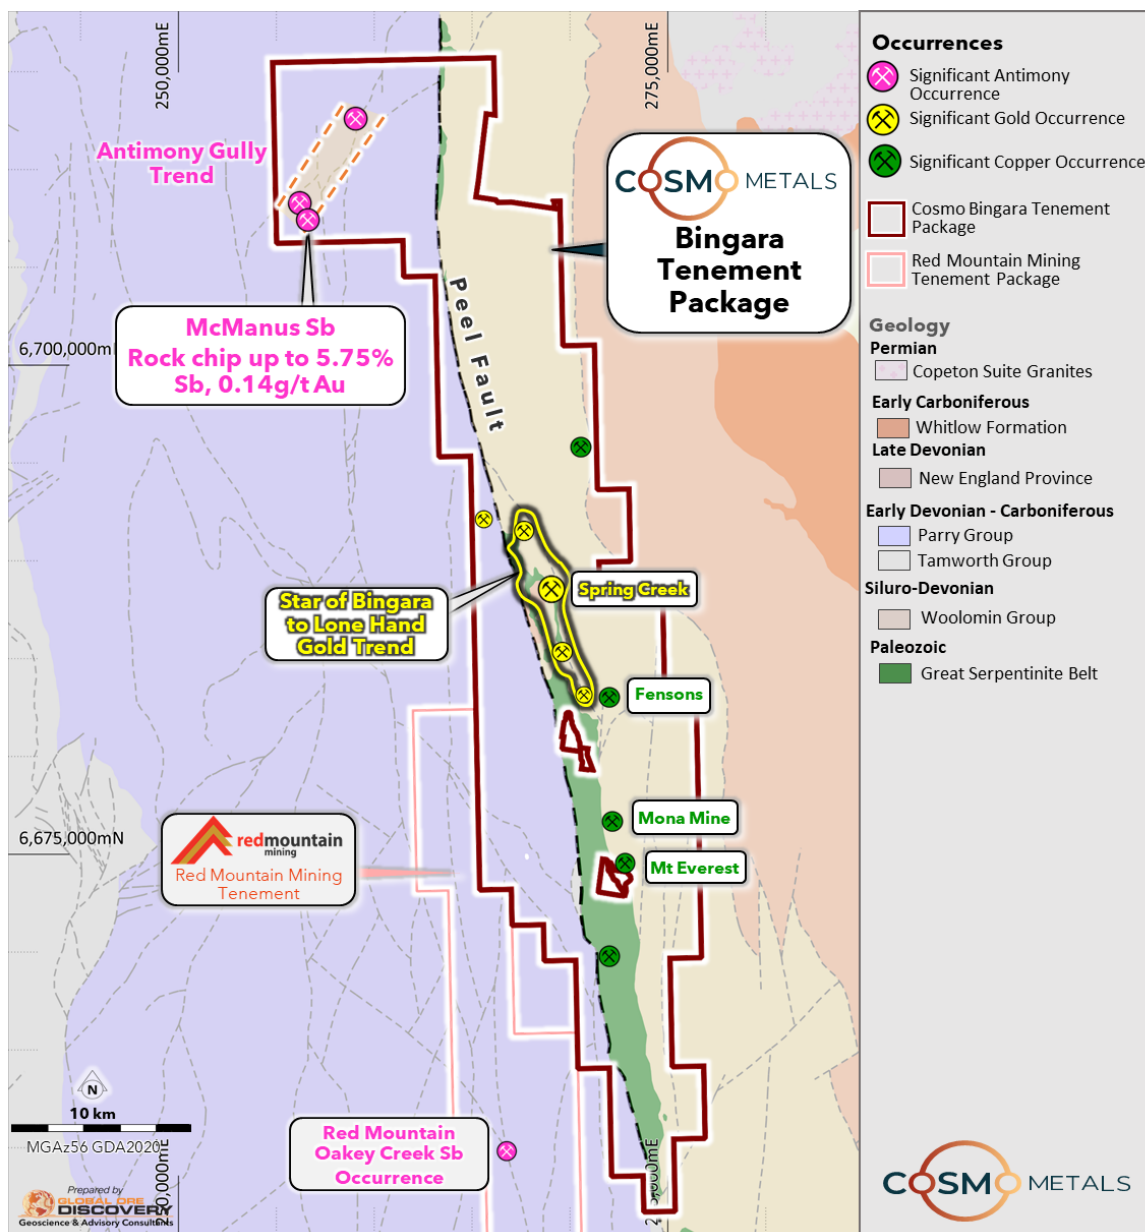 250,000mE
275,000mE
Antimony Gully
Trend
COSMO METALS
Bingara
Tenement
Package
McManus Sb
Rock chip up to 5.75%
Sb, 0.14g/t Au
6,700,000m
Peel Fault
Star of Bingara
to Lone Hand
Gold Trend
Spring Creek
Fensons
Mona Mine
Mt Everest
6,675,000mN
redmountain
mining
Red Mountain Mining
Tenement
N
10 km
MGAz56 GDA2020
Red Mountain
Oakey Creek Sb
Occurrence
250,000mE
000mE
Prepared by
GLOBAL ORE
DISCOVERY
Geoscience & Advisory Consultants
Occurrences
Significant Antimony
Occurrence
Significant Gold Occurrence
Significant Copper Occurrence
Cosmo Bingara Tenement
Package
Red Mountain Mining
Tenement Package
Geology
Permian
Copeton Suite Granites
Early Carboniferous
Whitlow Formation
Late Devonian
New England Province
Early Devonian - Carboniferous
Parry Group
Tamworth Group
Siluro-Devonian
Woolomin Group
Paleozoic
Great Serpentinite Belt
COSMO METALS